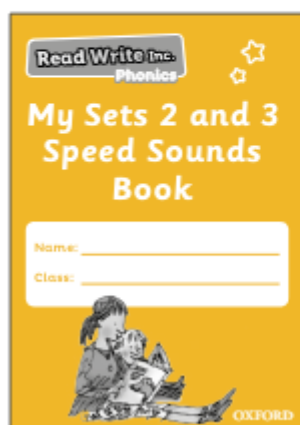 Read Write Inc.
Phonics
My Sets 2 and 3
Speed Sounds
Book
Name:
Class:
OXFORD